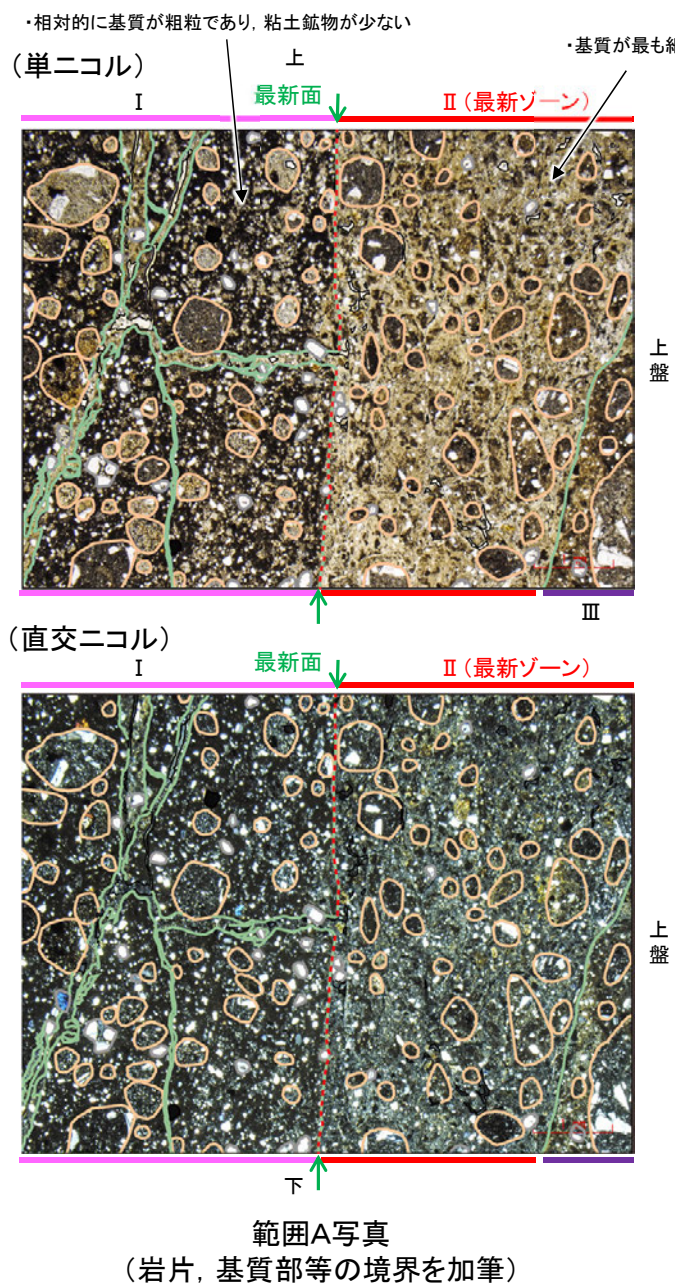 ・相対的に基質が粗粒であり，粘土鉱物が少ない
・基質が最も
（単ニコル）
上
最新面
Ⅰ
Ⅱ（最新ゾーン）
上盤
Ⅲ
（直交ニコル）
最新面
Ⅰ
Ⅱ（最新ゾーン）
上盤
下
範囲A写真
（岩片，基質部等の境界を加筆）